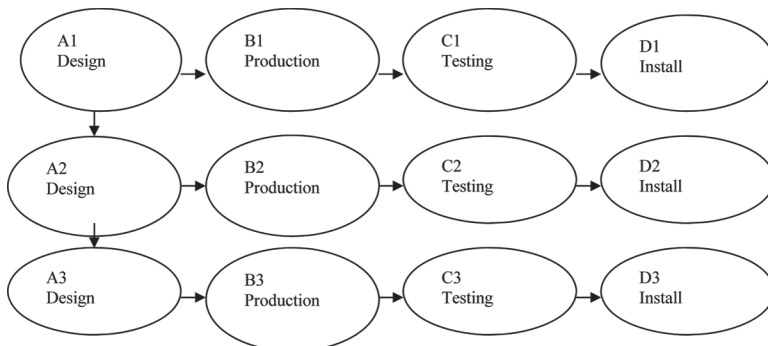 A1
Design
B1
Production
C1
Testing
D1
Install
A2
Design
B2
Production
C2
Testing
D2
Install
A3
Design
B3
Production
C3
Testing
D3
Install